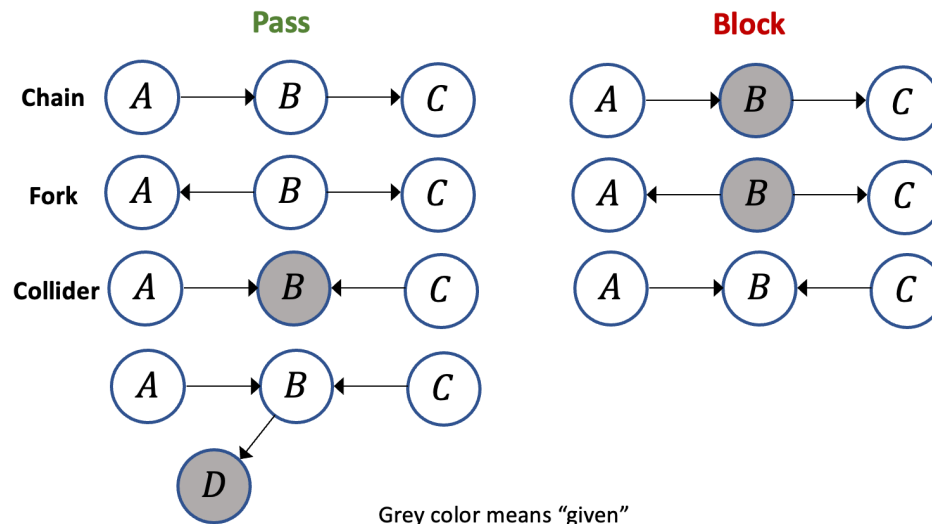 Pass Block
Chain A B C A B C
Fork A B C A B C
Collider A B C A B C
A B C
D
Grey color means “given”